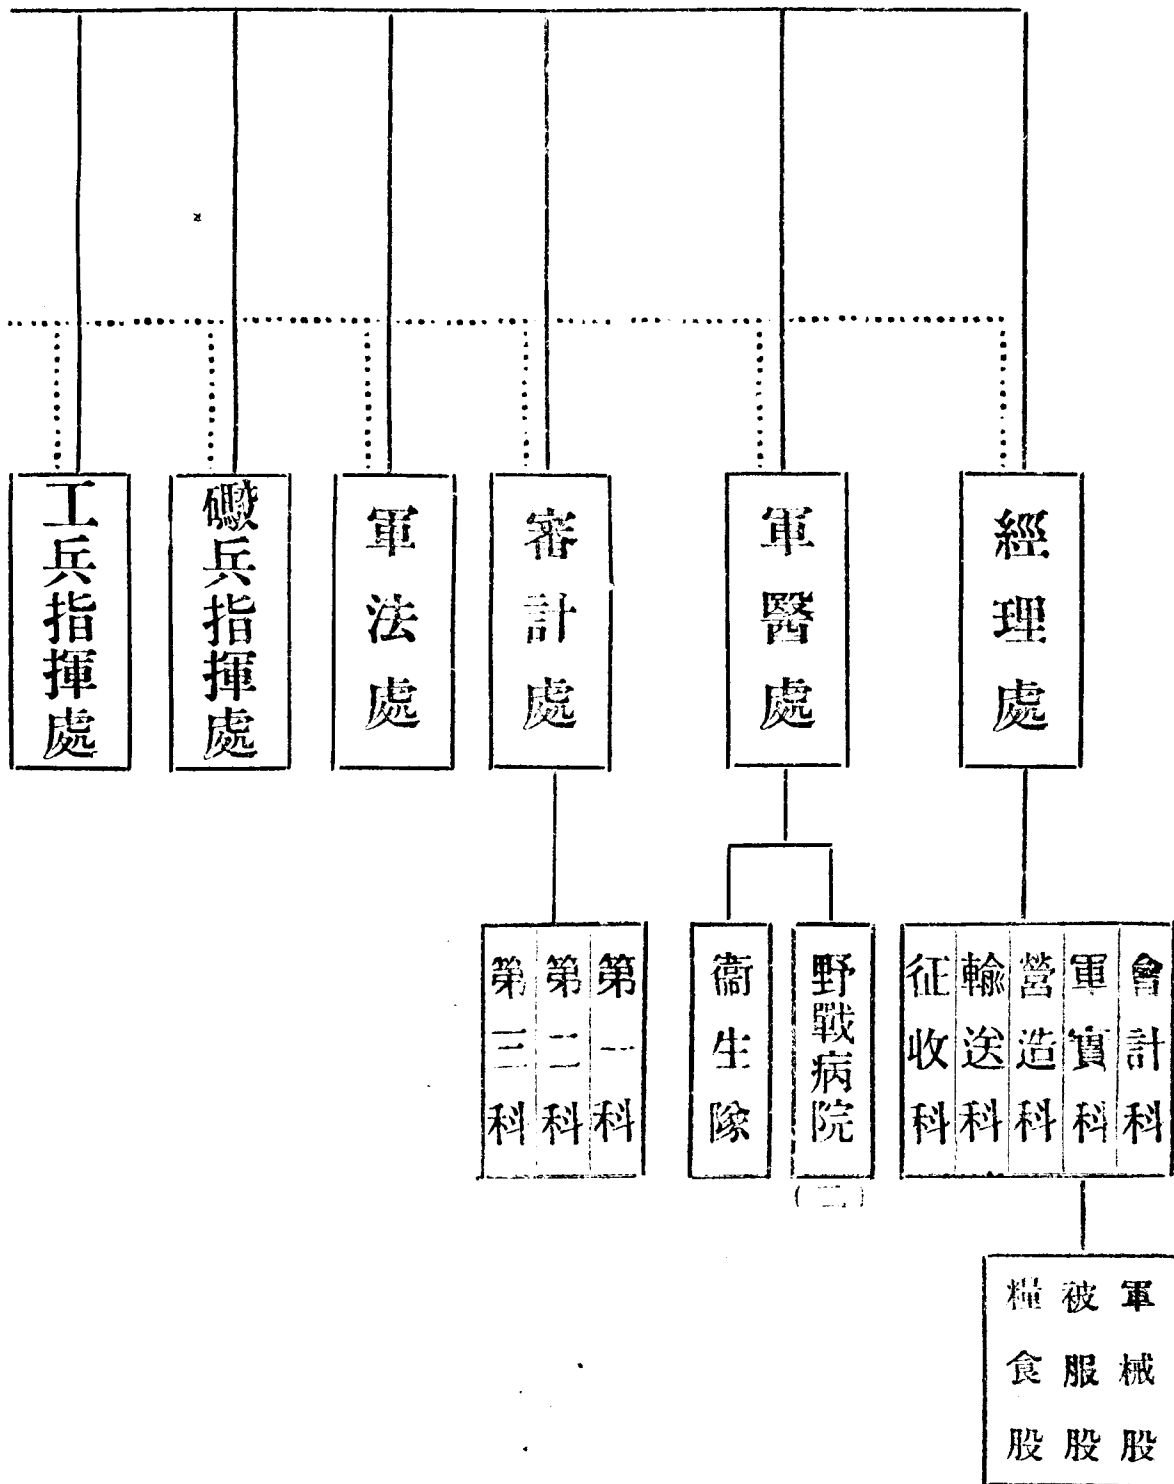 經理處
軍醫處
審計處
軍法處
礮兵指揮處
工兵指揮處
會計科
軍實科
營造科
輸送科
征收科
野戰病院
衞生隊
第一科
第二科
第三科
軍械股
被服股
糧食股